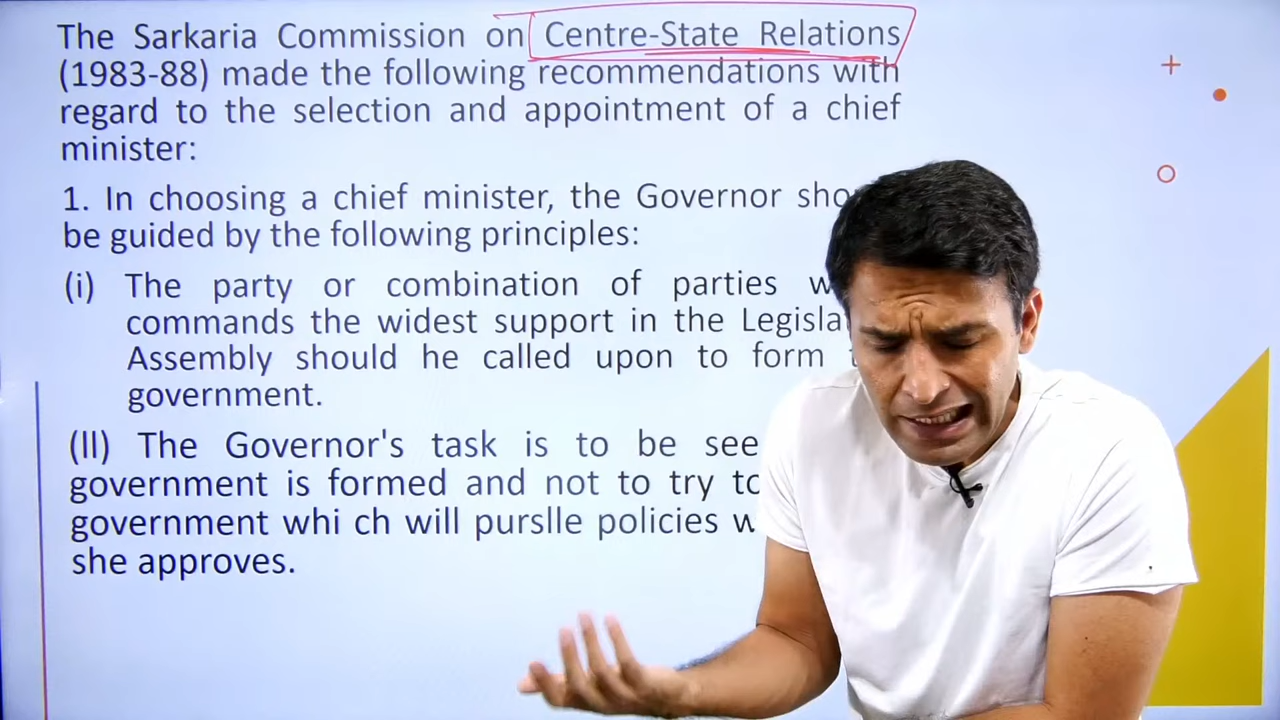 The Sarkaria Commission on Centre-State Relations
(1983-88) made the following recommendations with
regard to the selection and appointment of a chief
minister:
1. In choosing a chief minister, the Governor sho
be guided by the following principles:
(i) The party or combination of parties w
commands the widest support in the Legisla
Assembly should he called upon to form
government.
(II) The Governor's task is to be see
government is formed and not to try to
government whi ch will purslle policies w
she approves.